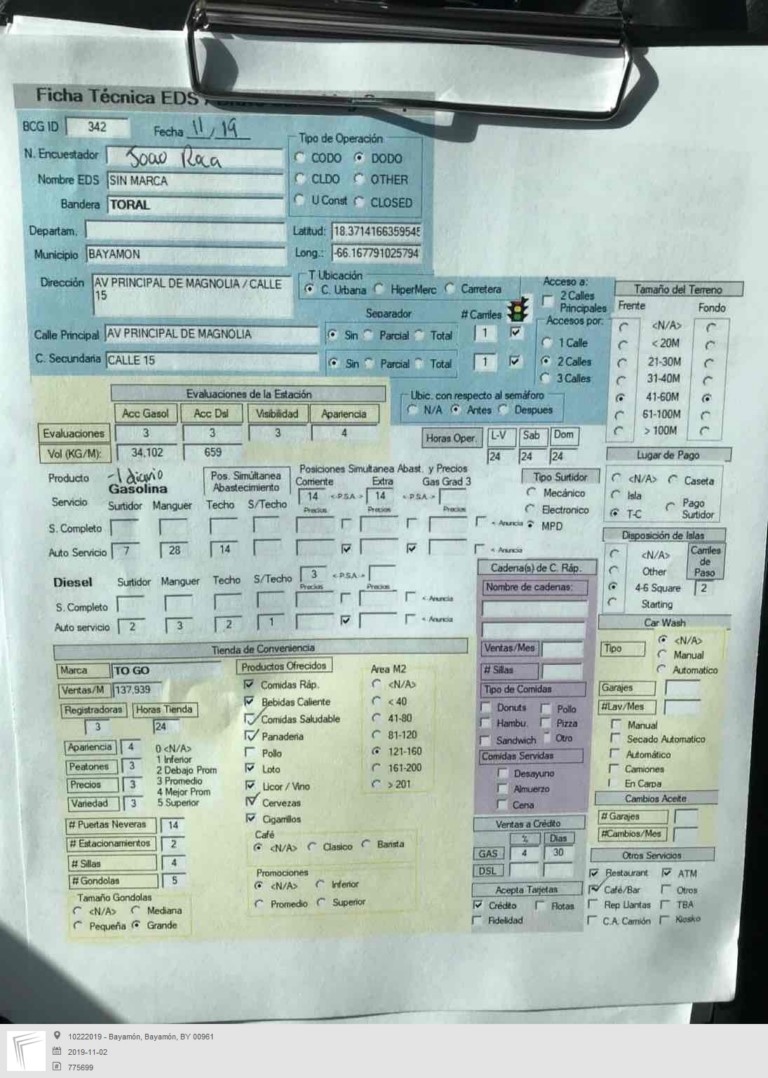 Ficha Técnica EDS
BCG ID 342 Fecha 11/19
N. Encuestador Joao Roca
Nombre EDS SIN MARCA
Bandera TORAL
Tipo de Operación
CODO DODO
CLDO OTHER
U Const CLOSED
Departam. Latitud: 18.3714166359545
Municipio BAYAMON Long.: -66.167791025794
Dirección AV PRINCIPAL DE MAGNOLIA / CALLE 15
T Ubicación
C. Urbana HiperMerc Carretera
Separador # Carriles
Calle Principal AV PRINCIPAL DE MAGNOLIA Sin Parcial Total 1
C. Secundaria CALLE 15 Sin Parcial Total 1
Acceso a:
2 Calles
Principales
Accesos por:
1 Calle
2 Calles
3 Calles
Tamaño del Terreno
Frente Fondo
<N/A>
< 20M
21-30M
31-40M
41-60M
61-100M
> 100M
Evaluaciones de la Estación
Acc Gasol Acc Dsl Visibilidad Apariencia
Evaluaciones 3 3 3 4
Vol (KG/M): 34,102 659
Ubic. con respecto al semáforo
N/A Antes Despues
Horas Oper. L-V Sab Dom
24 24 24
Lugar de Pago
<N/A> Caseta
Isla
T-C Pago Surtidor
Producto -1 diario
Gasolina
Pos. Simúltanea Abastecimiento
Posiciones Simultanea Abast. y Precios
Corriente Extra Gas Grad 3
14 <-P.S.A.-> 14 <-P.S.A.->
Precios Precios Precios
Servicio Surtidor Manguer Techo S/Techo
S. Completo <-Anuncia
Auto Servicio 7 28 14 <-Anuncia
Tipo Surtidor
Mecánico
Electronico
MPD
Disposición de Islas
<N/A>
Other
4-6 Square
Starting
Carriles de Paso
2
Diesel Surtidor Manguer Techo S/Techo 3 <-P.S.A.->
Precios Precios
S. Completo <-Anuncia
Auto servicio 2 3 2 1 <-Anuncia
Cadena(s) de C. Ráp.
Nombre de cadenas:
Ventas/Mes
# Sillas
Tipo de Comidas
Donuts Pollo
Hambu. Pizza
Sandwich Otro
Comidas Servidas
Desayuno
Almuerzo
Cena
Car Wash
Tipo <N/A>
Manual
Automatico
Garajes
#Lav/Mes
Manual
Secado Automatico
Automático
Camiones
En Carpa
Cambios Aceite
# Garajes
#Cambios/Mes
Tienda de Conveniencia
Marca TO GO
Ventas/M 137,939
Registradoras Horas Tienda
3 24
Apariencia 4
Peatones 3
Precios 3
Variedad 3
0 <N/A>
1 Inferior
2 Debajo Prom
3 Promedio
4 Mejor Prom
5 Superior
# Puertas Neveras 14
# Estacionamientos 2
# Sillas 4
# Gondolas 5
Tamaño Gondolas
<N/A> Mediana
Pequeña Grande
Productos Ofrecidos
Comidas Ráp.
Bebidas Caliente
Comidas Saludable
Panaderia
Pollo
Loto
Licor / Vino
Cervezas
Cigarrillos
Area M2
<N/A>
< 40
41-80
81-120
121-160
161-200
> 201
Café
<N/A> Clasico Barista
Promociones
<N/A> Inferior
Promedio Superior
Ventas a Crédito
% Dias
GAS 4 30
DSL
Acepta Tarjetas
Crédito Flotas
Fidelidad
Otros Servicios
Restaurant ATM
Café/Bar Otros
Rep Llantas TBA
C.A. Camión Kiosko
10222019 - Bayamón, Bayamón, BY 00961
2019-11-02
775699